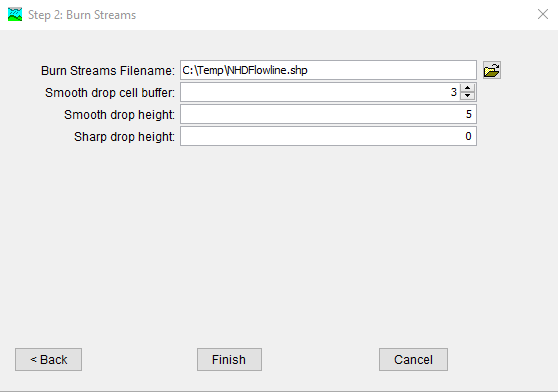 Step 2: Burn Streams
Burn Streams Filename: C:\Temp\NHDFlowline.shp
Smooth drop cell buffer: 3
Smooth drop height: 5
Sharp drop height: 0
< Back Finish Cancel